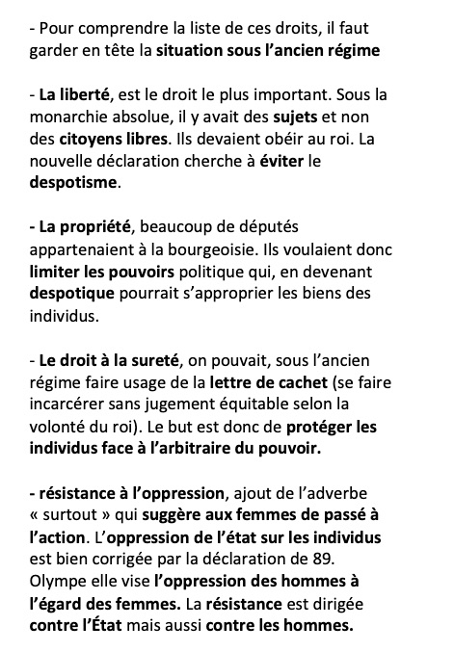 - Pour comprendre la liste de ces droits, il faut
garder en tête la situation sous l’ancien régime
- La liberté, est le droit le plus important. Sous la
monarchie absolue, il y avait des sujets et non
des citoyens libres. Ils devaient obéir au roi. La
nouvelle déclaration cherche à éviter le
despotisme.
- La propriété, beaucoup de députés
appartenaient à la bourgeoisie. Ils voulaient donc
limiter les pouvoirs politique qui, en devenant
despotique pourrait s’approprier les biens des
individus.
- Le droit à la sureté, on pouvait, sous l’ancien
régime faire usage de la lettre de cachet (se faire
incarcérer sans jugement équitable selon la
volonté du roi). Le but est donc de protéger les
individus face à l’arbitraire du pouvoir.
- résistance à l’oppression, ajout de l’adverbe
« surtout » qui suggère aux femmes de passé à
l’action. L’oppression de l’état sur les individus
est bien corrigée par la déclaration de 89.
Olympe elle vise l’oppression des hommes à
l’égard des femmes. La résistance est dirigée
contre l’État mais aussi contre les hommes.